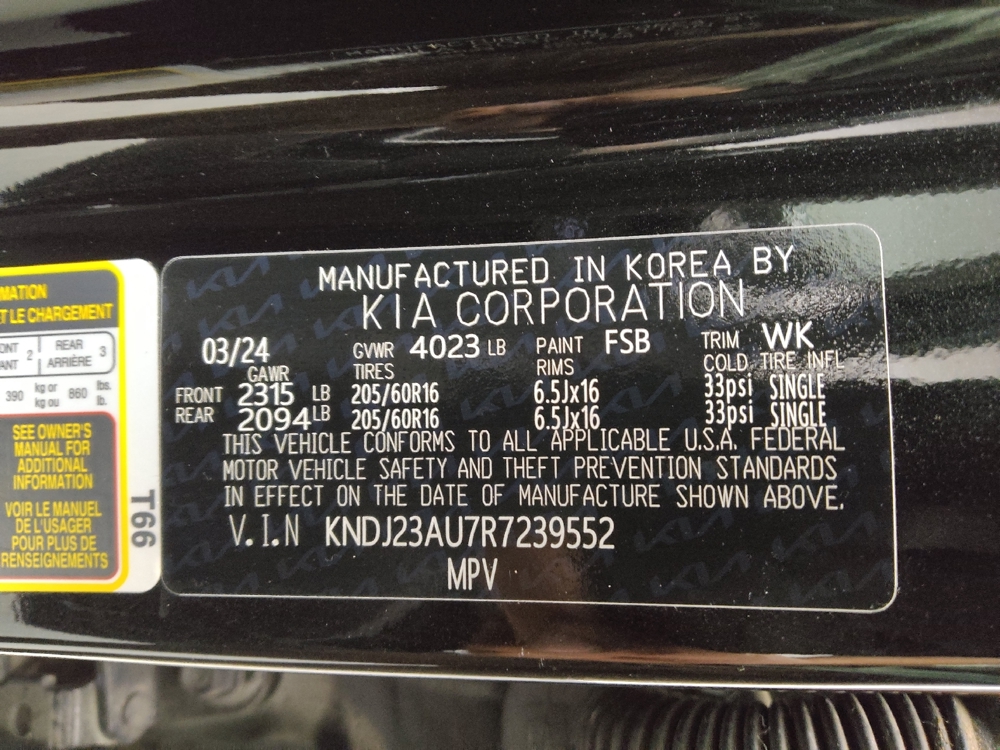 MANUFACTURED IN KOREA BY
KIA CORPORATION
03/24 GVWR 4023 LB PAINT FSB TRIM WK
GAWR TIRES RIMS COLD TIRE INFL
FRONT 2315 LB 205/60R16 6.5Jx16 33psi SINGLE
REAR 2094 LB 205/60R16 6.5Jx16 33psi SINGLE
THIS VEHICLE CONFORMS TO ALL APPLICABLE U.S.A. FEDERAL
MOTOR VEHICLE SAFETY AND THEFT PREVENTION STANDARDS
IN EFFECT ON THE DATE OF MANUFACTURE SHOWN ABOVE.
V.I.N KNDJ23AU7R7239552
MPV
MATION
ET LE CHARGEMENT
ONT 2 REAR 3
ANT ARRIÈRE
390 kg or 860 lbs.
kg ou lb.
SEE OWNER'S
MANUAL FOR
ADDITIONAL
INFORMATION
VOIR LE MANUEL
DE L'USAGER
POUR PLUS DE
RENSEIGNEMENTS
T66